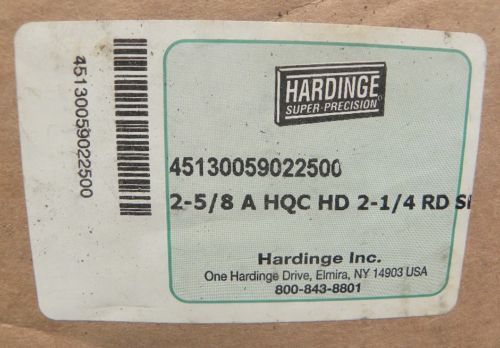 45130059022500
HARDINGE
SUPER-PRECISION®
45130059022500
2-5/8 A HQC HD 2-1/4 RD
Hardinge Inc.
One Hardinge Drive, Elmira, NY 14903 USA
800-843-8801